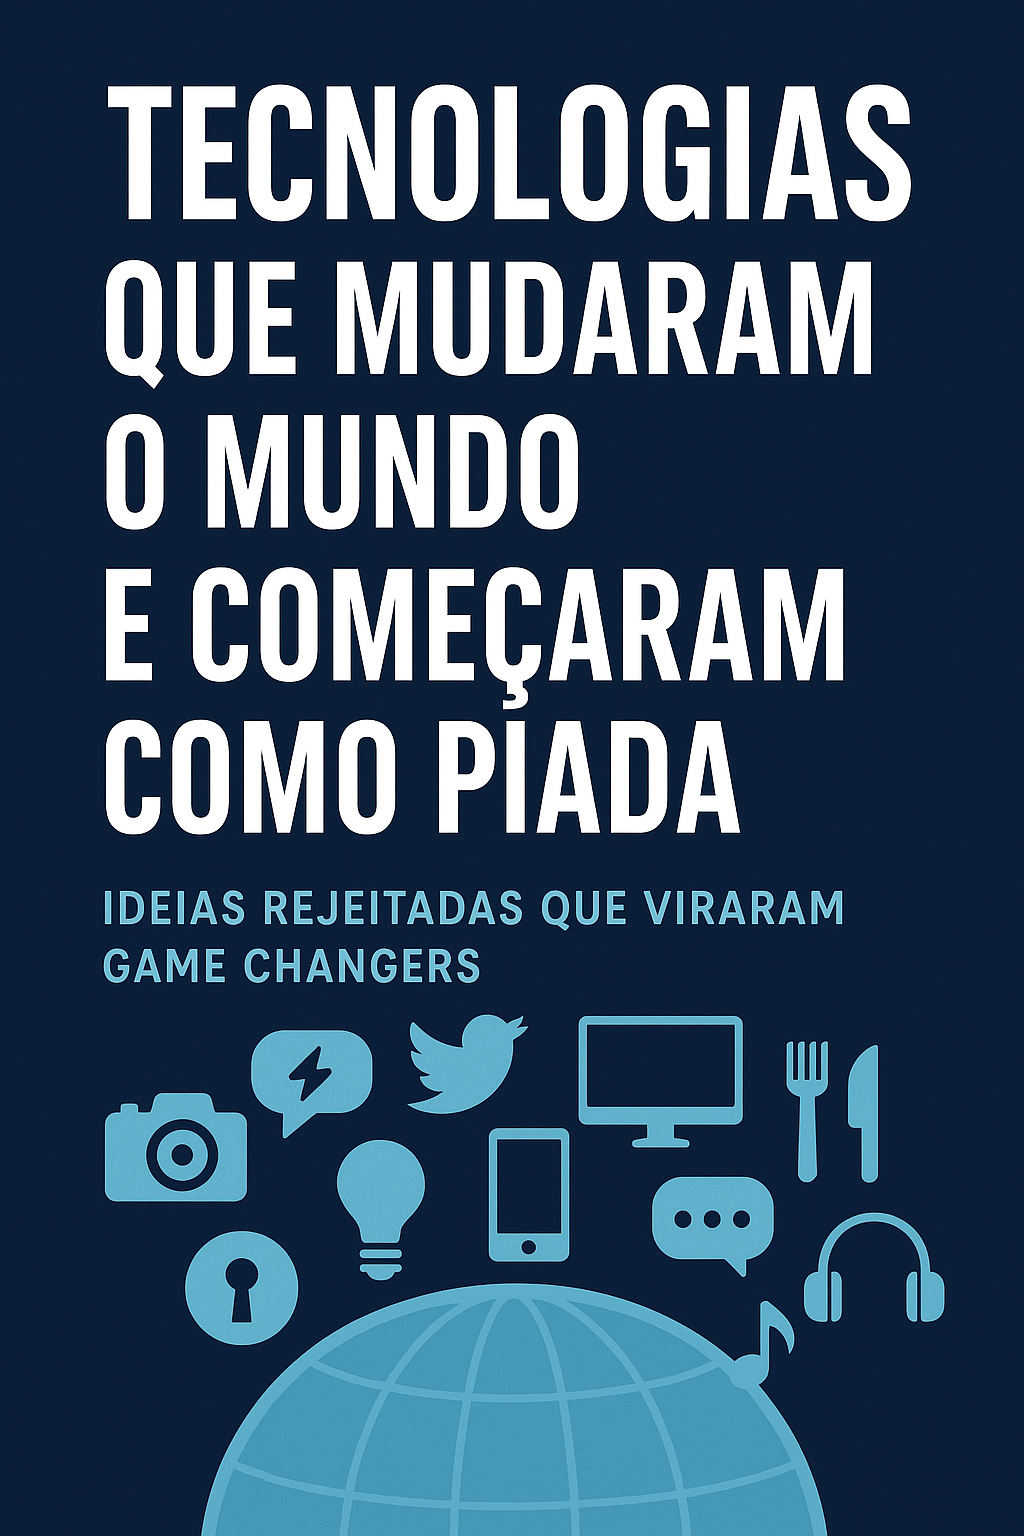 TECNOLOGIAS
QUE MUDARAM
O MUNDO
E COMEÇARAM
COMO PIADA
IDEIAS REJEITADAS QUE VIRARAM
GAME CHANGERS